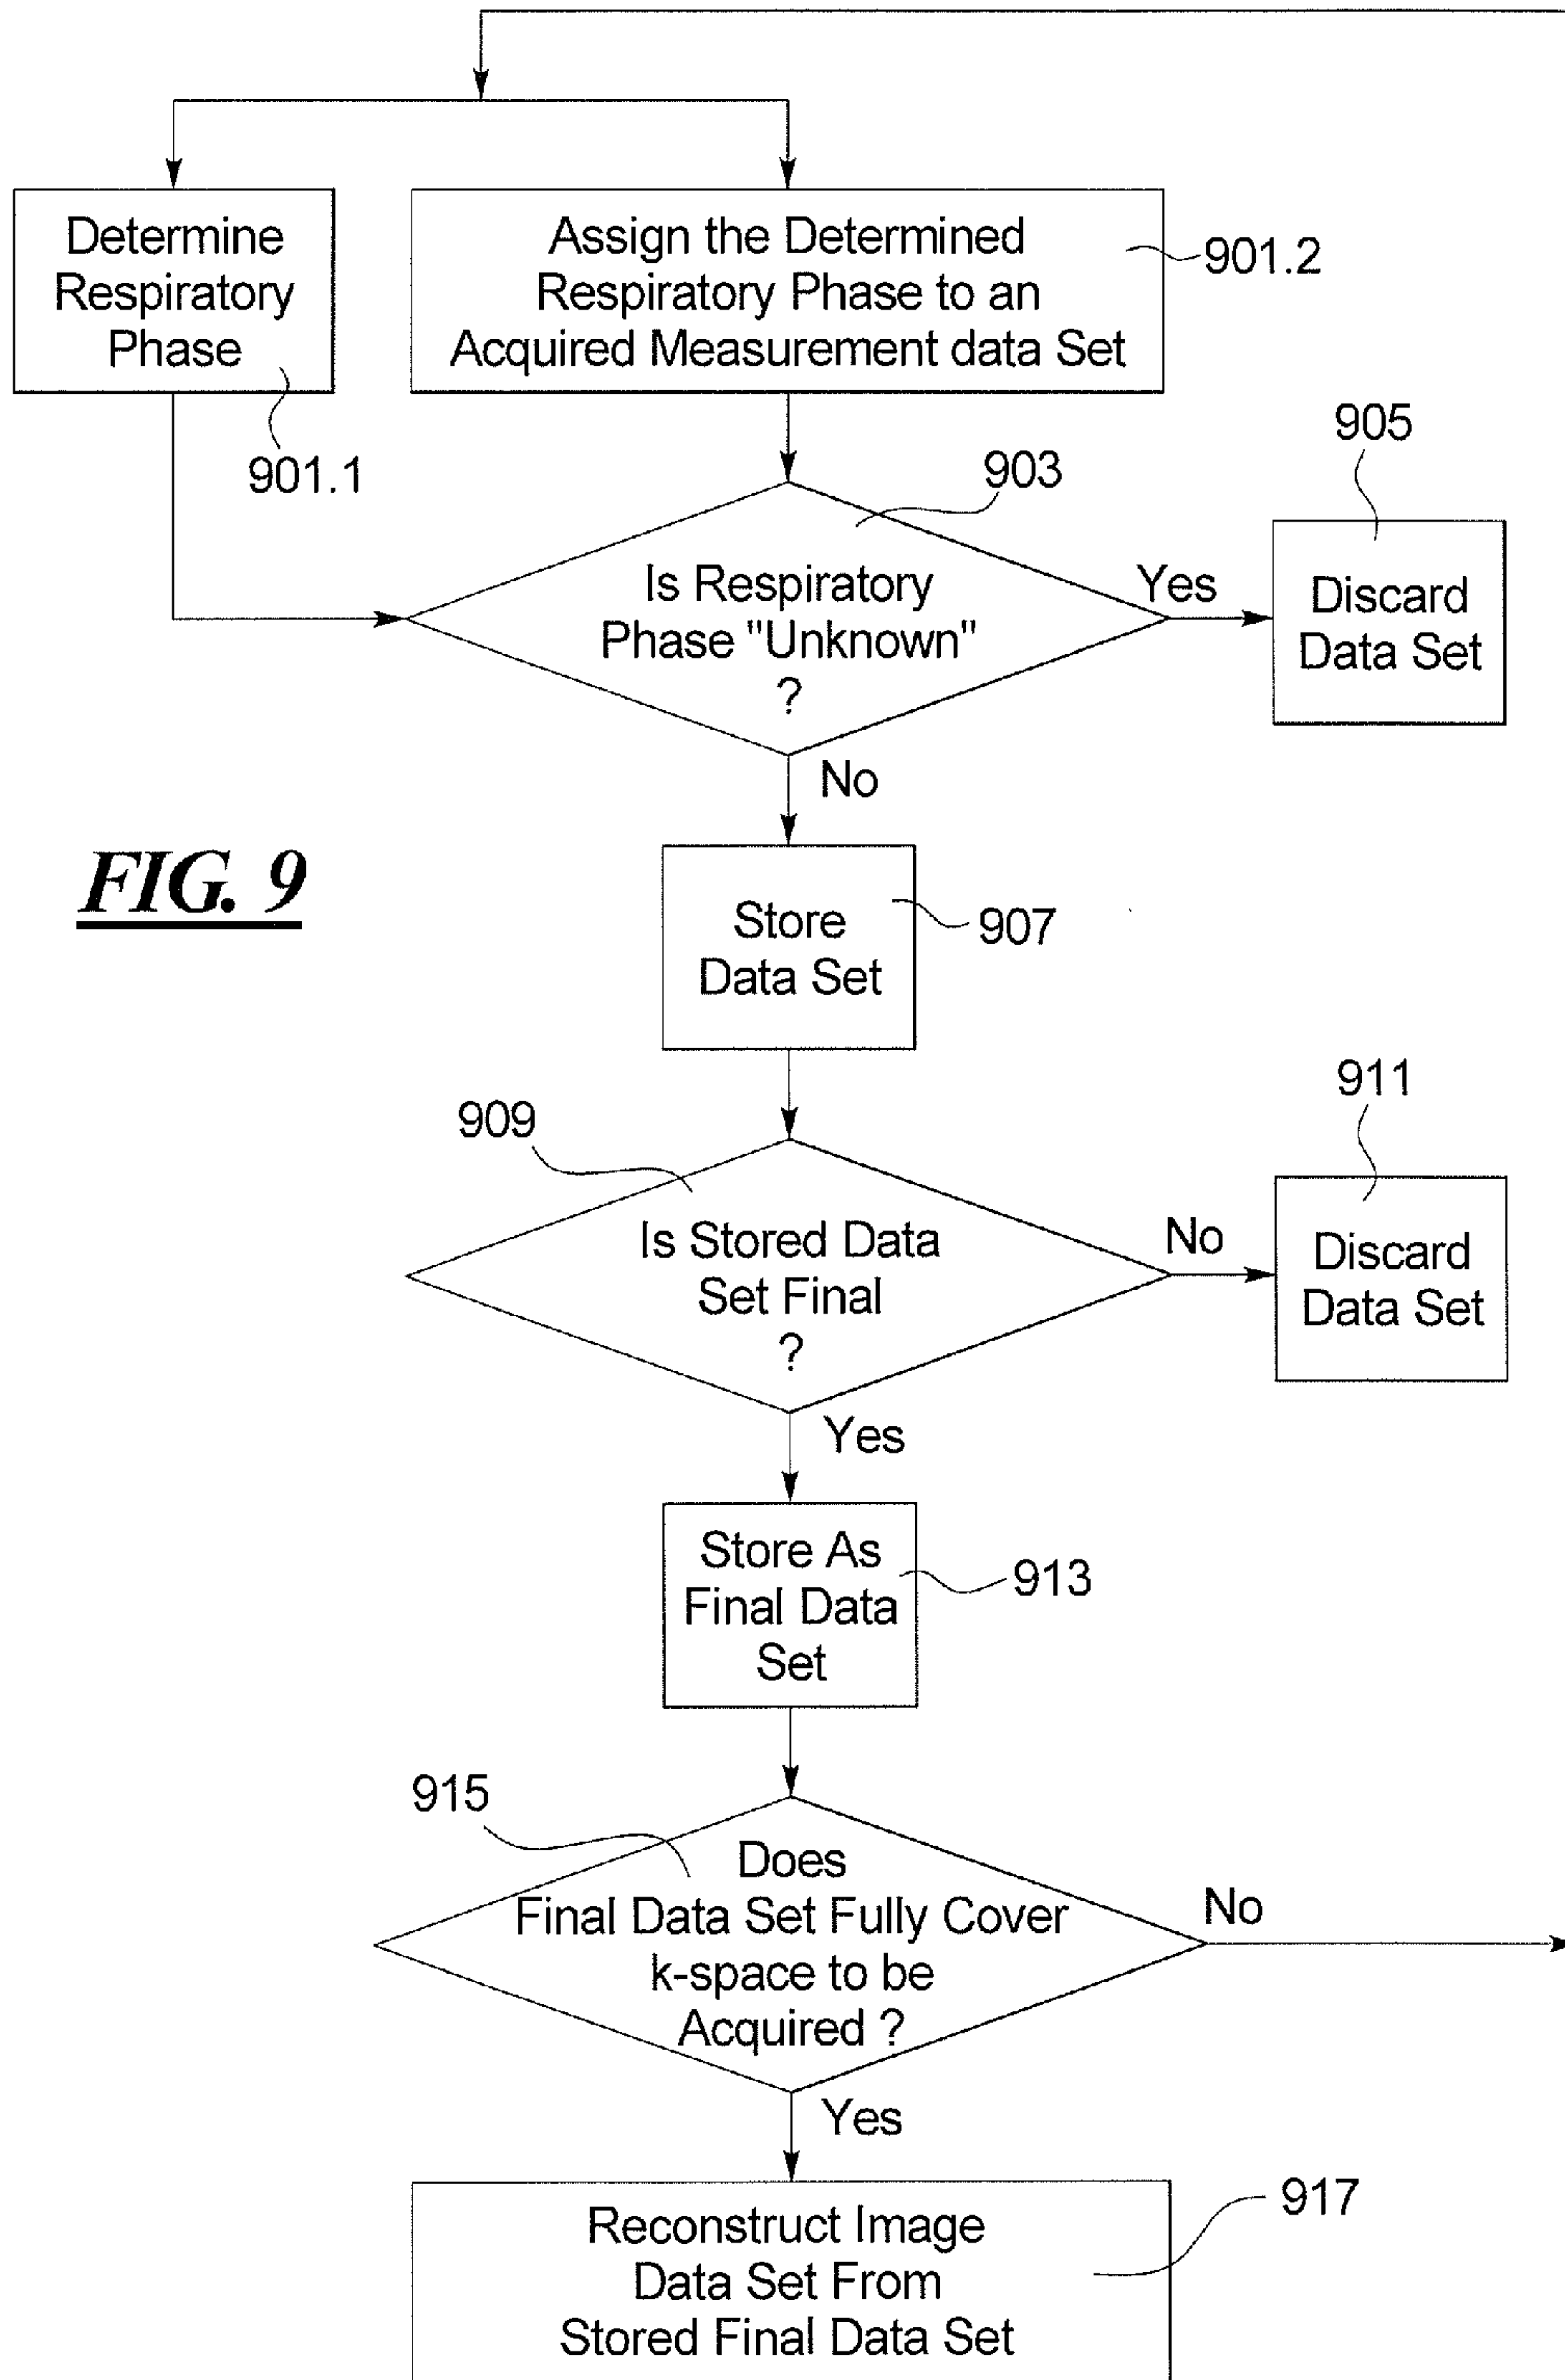 Determine
Respiratory
Phase
901.1
Assign the Determined
Respiratory Phase to an
Acquired Measurement data Set
901.2
903
Is Respiratory
Phase "Unknown"
?
Yes
905
Discard
Data Set
No
FIG. 9
Store
Data Set
907
909
Is Stored Data
Set Final
?
No
911
Discard
Data Set
Yes
Store As
Final Data
Set
913
915
Does
Final Data Set Fully Cover
k-space to be
Acquired ?
No
Yes
Reconstruct Image
Data Set From
Stored Final Data Set
917